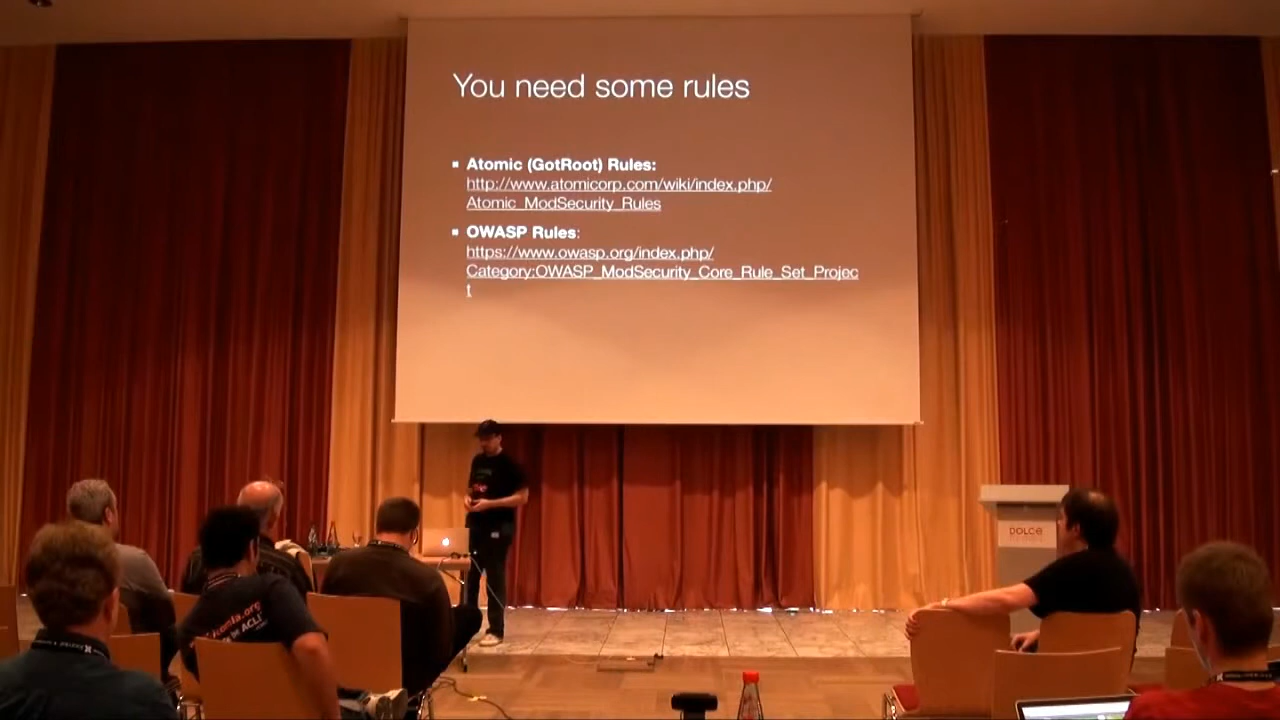 You need some rules
▪ Atomic (GotRoot) Rules:
http://www.atomicorp.com/wiki/index.php/
Atomic_ModSecurity_Rules
▪ OWASP Rules:
https://www.owasp.org/index.php/
Category:OWASP_ModSecurity_Core_Rule_Set_Projec
t
DOLCE